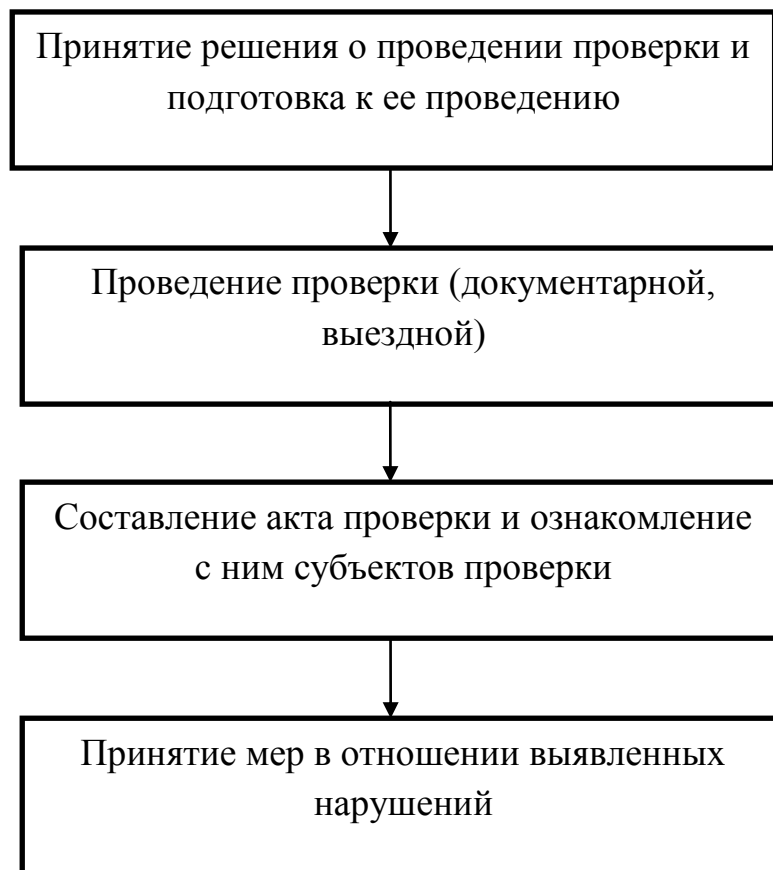 Принятие решения о проведении проверки и
подготовка к ее проведению
Проведение проверки (документарной,
выездной)
Составление акта проверки и ознакомление
с ним субъектов проверки
Принятие мер в отношении выявленных
нарушений